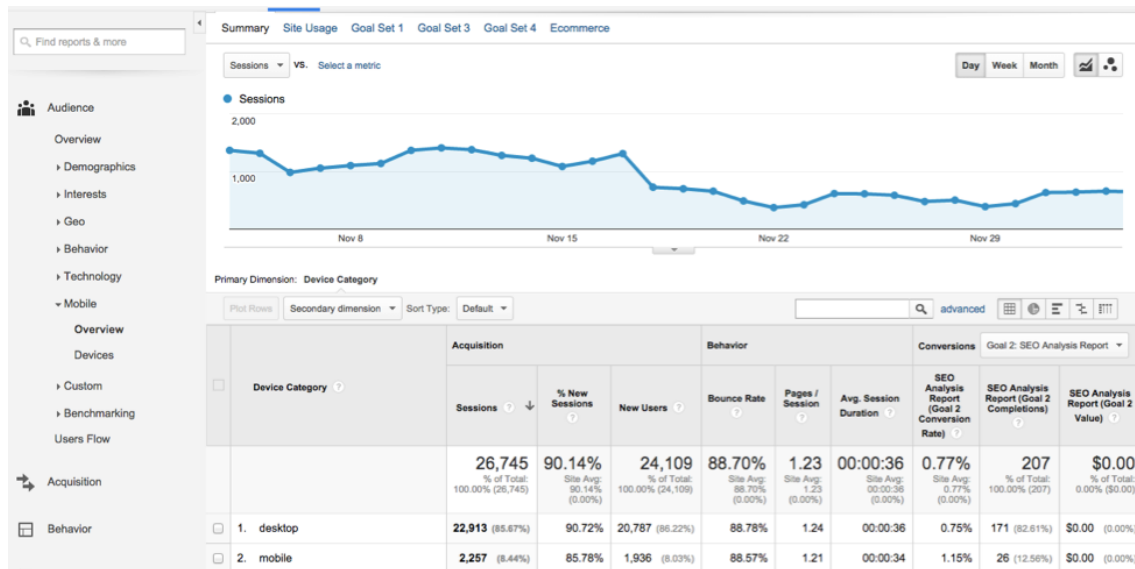 Summary Site Usage Goal Set 1 Goal Set 3 Goal Set 4 Ecommerce
Find reports & more
Sessions VS. Select a metric
Day Week Month
Sessions
2,000
1,000
Nov 8 Nov 15 Nov 22 Nov 29
Audience
Overview
Demographics
Interests
Geo
Behavior
Technology
Mobile
Overview
Devices
Custom
Benchmarking
Users Flow
Acquisition
Behavior
Primary Dimension: Device Category
Plot Rows Secondary dimension Sort Type: Default advanced
Acquisition Behavior Conversions Goal 2: SEO Analysis Report
Device Category ?
Sessions ?
% New
Sessions
?
New Users ?
Bounce Rate
?
Pages /
Session
?
Avg. Session
Duration ?
SEO
Analysis
Report
(Goal 2
Conversion
Rate) ?
SEO Analysis
Report (Goal 2
Completions)
?
SEO Analysis
Report (Goal 2
Value) ?
26,745
% of Total:
100.00% (26,745)
90.14%
Site Avg:
90.14%
(0.00%)
24,109
% of Total:
100.00% (24,109)
88.70%
Site Avg:
88.70%
(0.00%)
1.23
Site Avg:
1.23
(0.00%)
00:00:36
Site Avg:
00:00:36
(0.00%)
0.77%
Site Avg:
0.77%
(0.00%)
207
% of Total:
100.00% (207)
$0.00
% of Total:
0.00% ($0.00)
1. desktop 22,913 (85.67%) 90.72% 20,787 (86.22%) 88.78% 1.24 00:00:36 0.75% 171 (82.61%) $0.00 (0.00%
2. mobile 2,257 (8.44%) 85.78% 1,936 (8.03%) 88.57% 1.21 00:00:34 1.15% 26 (12.56%) $0.00 (0.00%